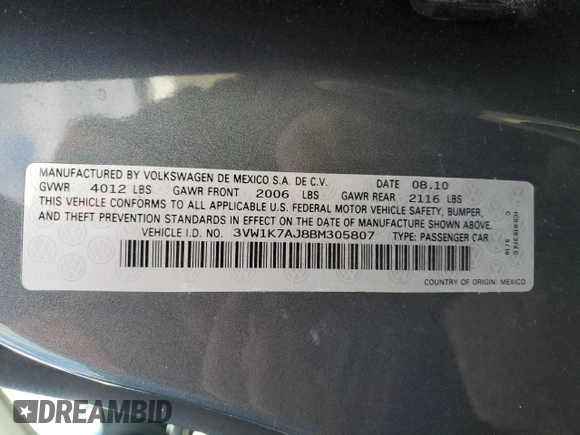 MANUFACTURED BY VOLKSWAGEN DE MEXICO S.A. DE C.V. DATE 08.10
GVWR 4012 LBS GAWR FRONT 2006 LBS GAWR REAR 2116 LBS
THIS VEHICLE CONFORMS TO ALL APPLICABLE U.S. FEDERAL MOTOR VEHICLE SAFETY, BUMPER,
AND THEFT PREVENTION STANDARDS IN EFFECT ON THE DATE OF MANUFACTURE SHOWN ABOVE.
VEHICLE I.D. NO. 3VW1K7AJ8BM305807 TYPE: PASSENGER CAR
COUNTRY OF ORIGIN: MEXICO
DREAMBID